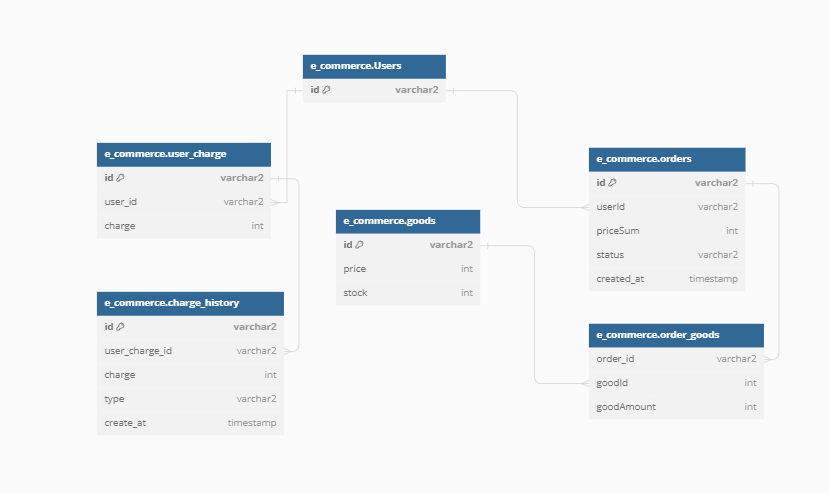 e_commerce.Users
id varchar2
e_commerce.user_charge
id varchar2
user_id varchar2
charge int
e_commerce.orders
id varchar2
userId varchar2
priceSum int
status varchar2
created_at timestamp
e_commerce.goods
id varchar2
price int
stock int
e_commerce.charge_history
id varchar2
user_charge_id varchar2
charge int
type varchar2
create_at timestamp
e_commerce.order_goods
order_id varchar2
goodId int
goodAmount int